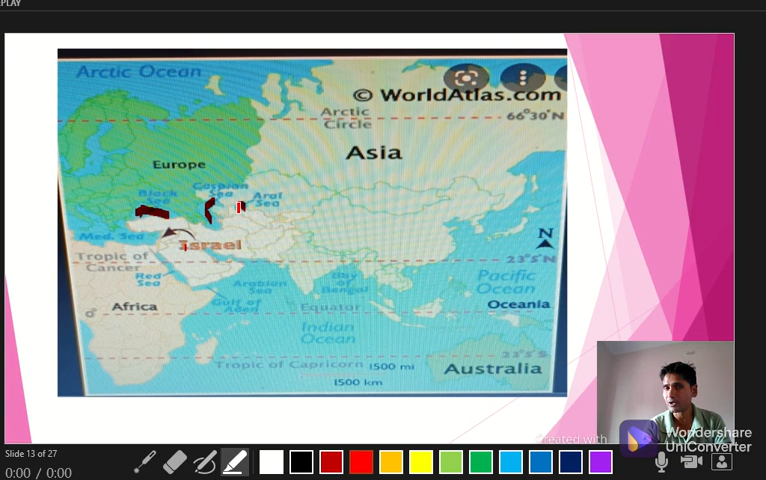 PLAY
Arctic Ocean
© WorldAtlas.com
Arctic
Circle
66°30'N
Europe
Asia
Black
Sea
Caspian
Sea
Aral
Sea
Med. Sea
Israel
N
Tropic of
Cancer
23°5'N
Red
Sea
Arabian
Sea
Bay
of
Bengal
Pacific
Ocean
Africa
Gulf of
Aden
Equator
Oceania
0°
Indian
Ocean
23°5'S
Tropic of Capricorn
1500 mi
1500 km
Australia
Created with
Wondershare
UniConverter
Slide 13 of 27
0:00 / 0:00